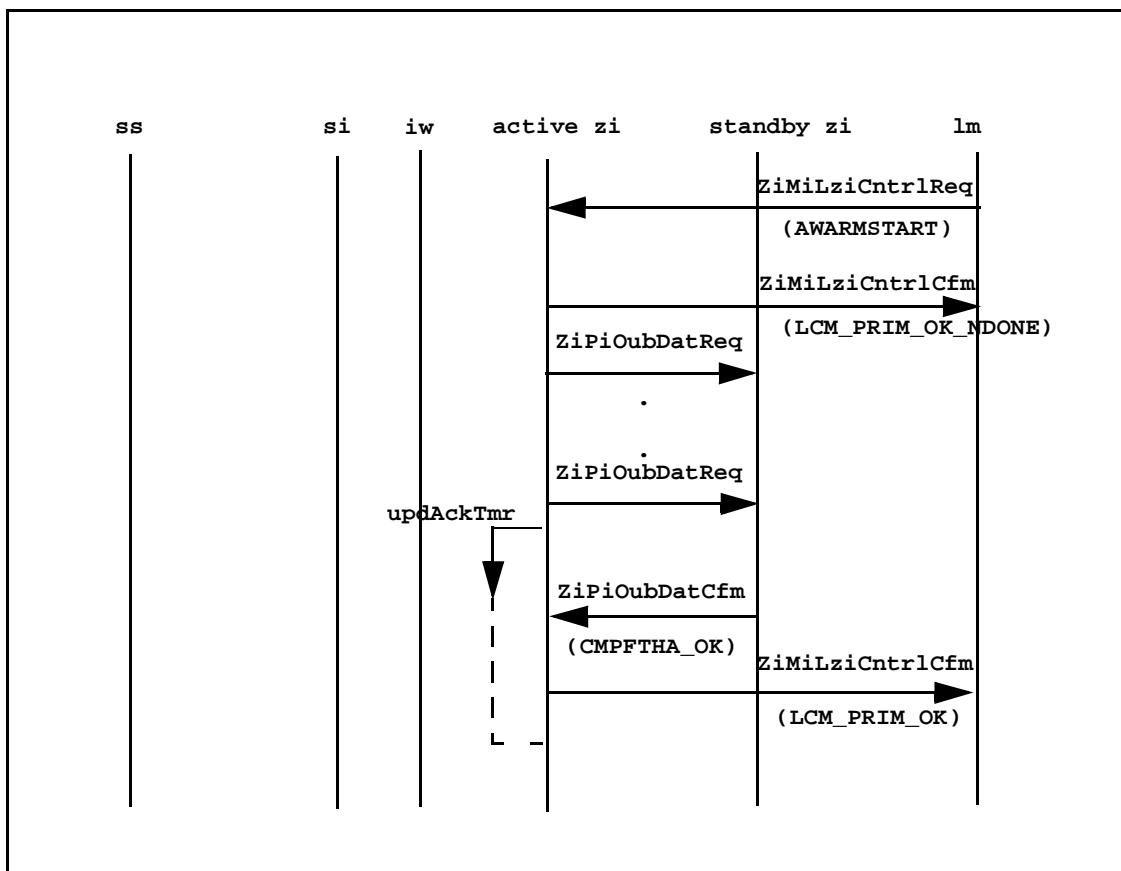 ss si iw active zi standby zi lm
ZiMiLziCntrlReq
(AWARMSTART)
ZiMiLziCntrlCfm
(LCM_PRIM_OK_NDONE)
ZiPiOubDatReq
.
.
ZiPiOubDatReq
updAckTmr
ZiPiOubDatCfm
(CMPFTHA_OK)
ZiMiLziCntrlCfm
(LCM_PRIM_OK)